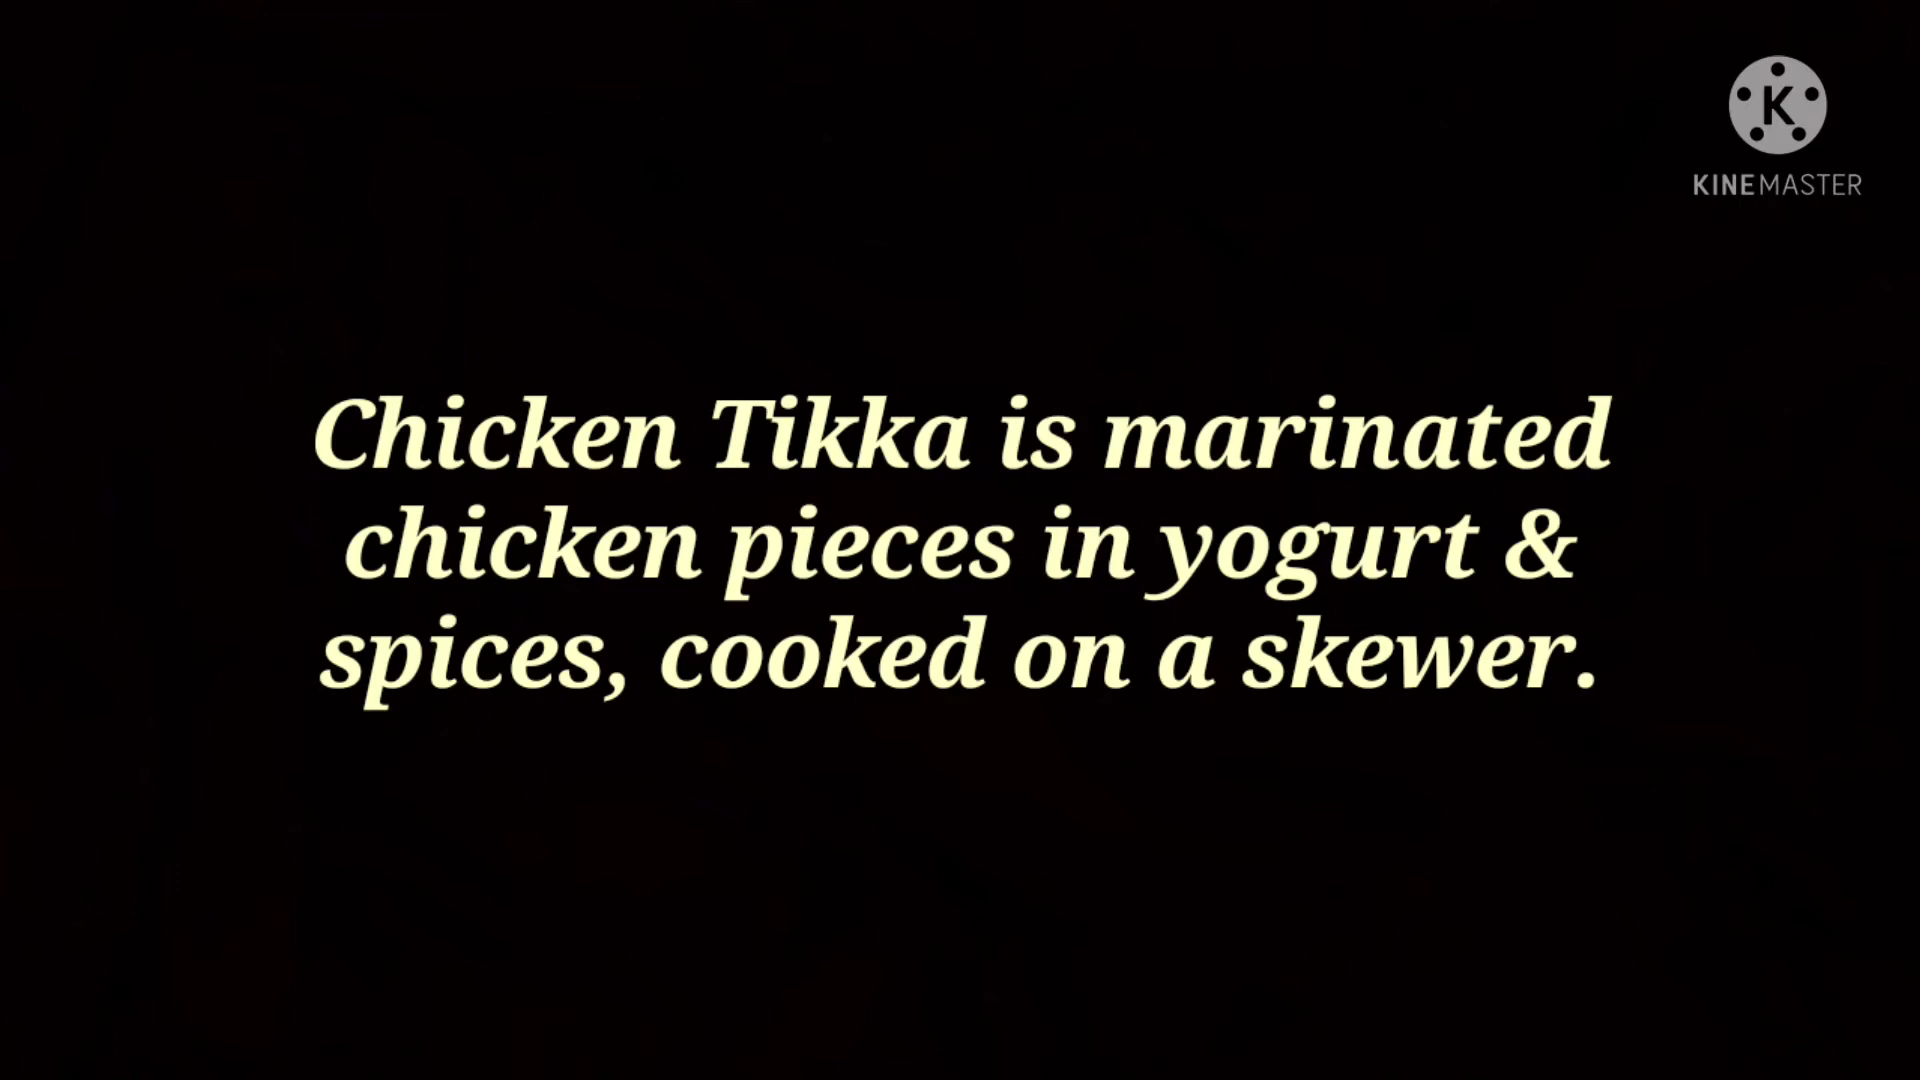 K
KINEMASTER
Chicken Tikka is marinated
chicken pieces in yogurt &
spices, cooked on a skewer.